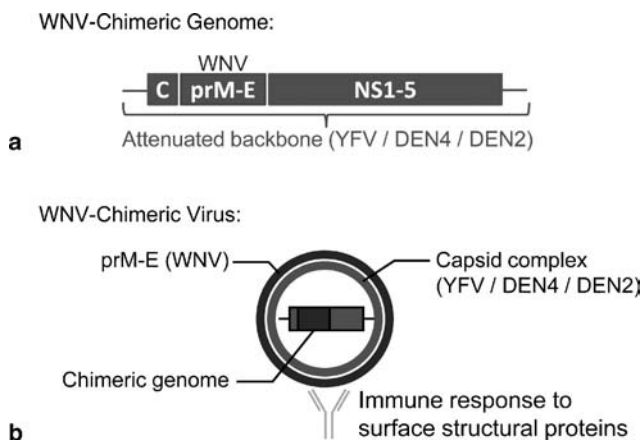 WNV-Chimeric Genome:
WNV
C prM-E NS1-5
Attenuated backbone (YFV / DEN4 / DEN2)
a
WNV-Chimeric Virus:
prM-E (WNV)
Capsid complex
(YFV / DEN4 / DEN2)
Chimeric genome
Immune response to
surface structural proteins
b